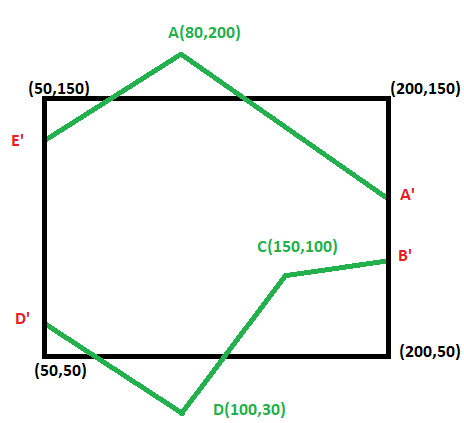 A(80,200)
(50,150)
(200,150)
E'
A'
C(150,100)
B'
D'
(200,50)
(50,50)
D(100,30)